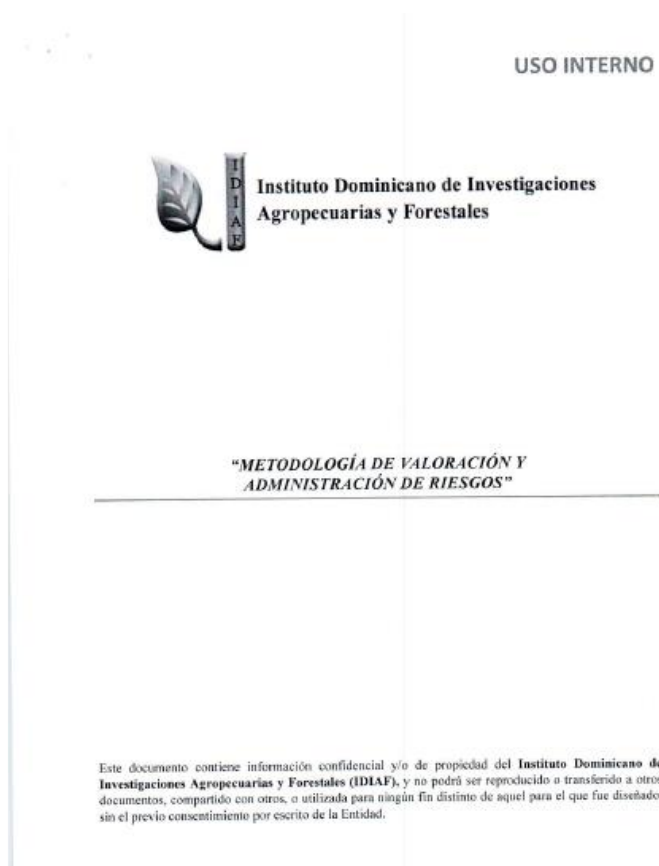 USO INTERNO
IDIAF
Instituto Dominicano de Investigaciones
Agropecuarias y Forestales
“METODOLOGÍA DE VALORACIÓN Y
ADMINISTRACIÓN DE RIESGOS”
Este documento contiene información confidencial y/o de propiedad del Instituto Dominicano de
Investigaciones Agropecuarias y Forestales (IDIAF), y no podrá ser reproducido o transferido a otros
documentos, compartido con otros, o utilizada para ningún fin distinto de aquel para el que fue diseñado,
sin el previo consentimiento por escrito de la Entidad.